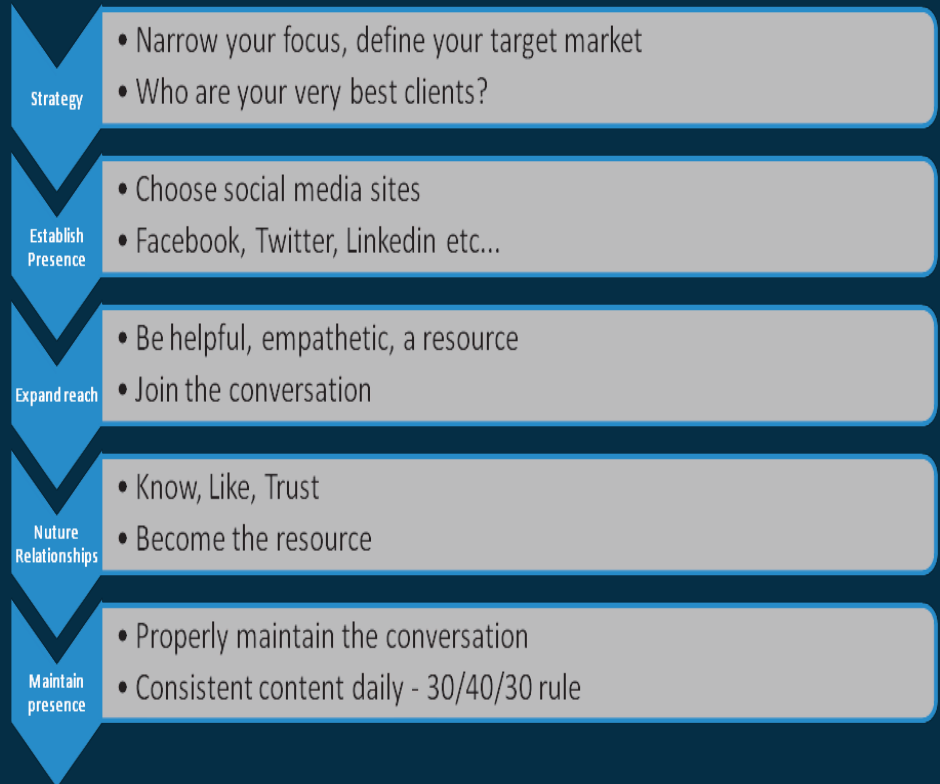 Strategy
• Narrow your focus, define your target market
• Who are your very best clients?
Establish
Presence
• Choose social media sites
• Facebook, Twitter, Linkedin etc...
Expand reach
• Be helpful, empathetic, a resource
• Join the conversation
Nuture
Relationships
• Know, Like, Trust
• Become the resource
Maintain
presence
• Properly maintain the conversation
• Consistent content daily - 30/40/30 rule